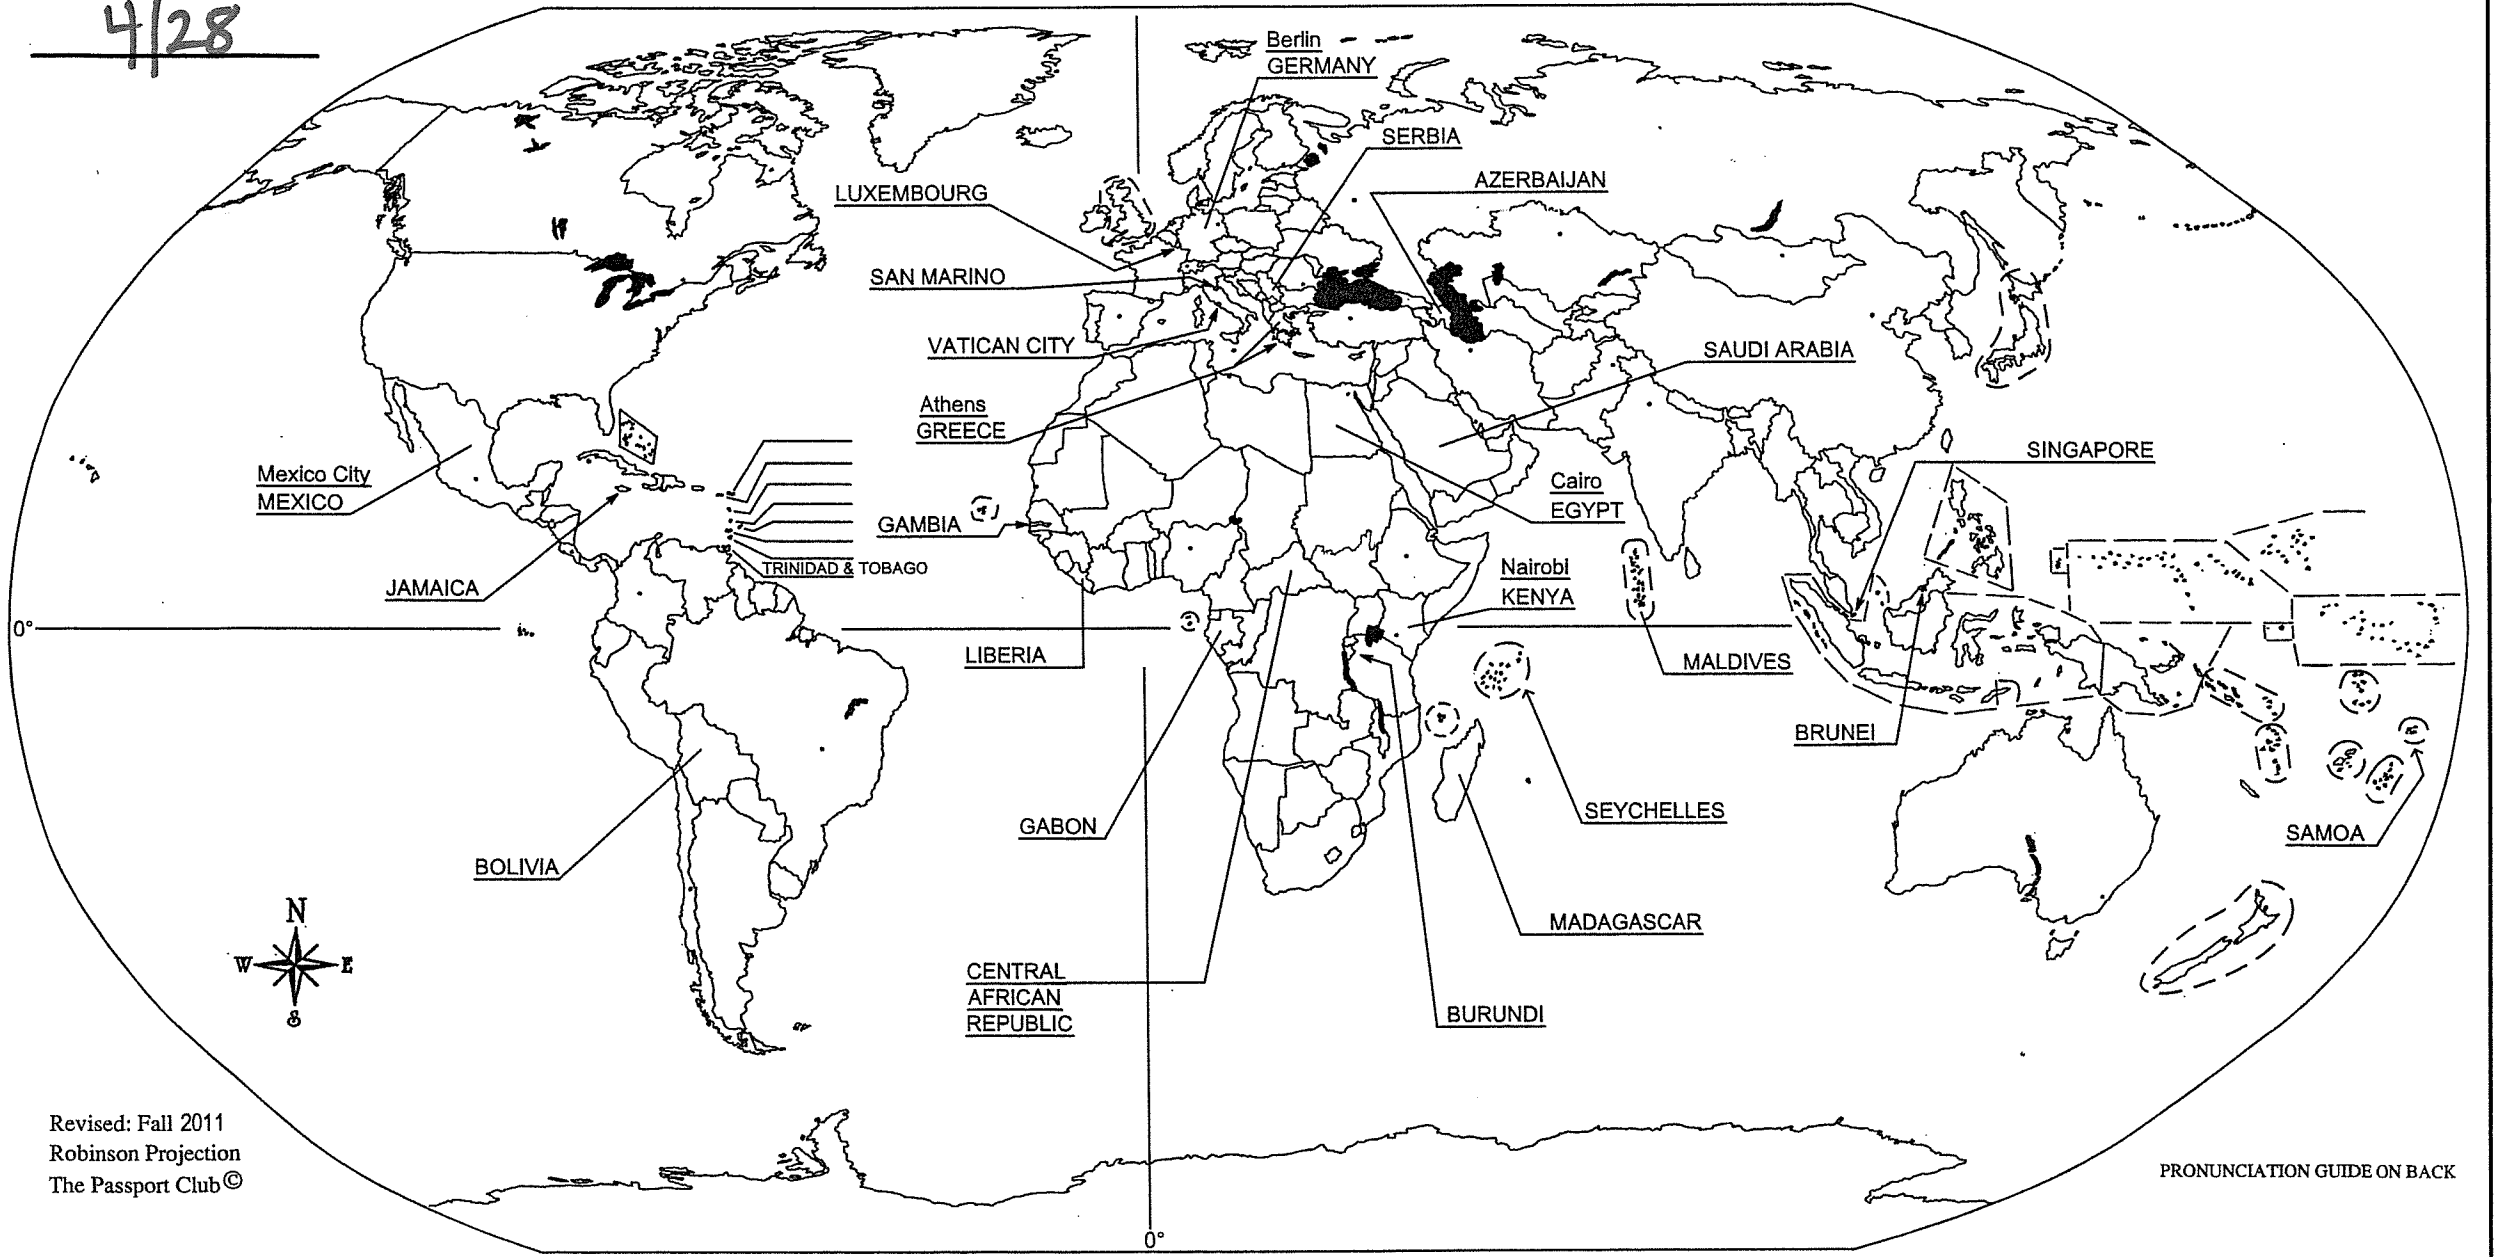 4/28
Berlin
GERMANY
SERBIA
AZERBAIJAN
LUXEMBOURG
SAN MARINO
VATICAN CITY
SAUDI ARABIA
Athens
GREECE
SINGAPORE
Mexico City
MEXICO
Cairo
EGYPT
GAMBIA
TRINIDAD & TOBAGO
JAMAICA
Nairobi
KENYA
0°
LIBERIA
MALDIVES
BRUNEI
SEYCHELLES
GABON
SAMOA
BOLIVIA
MADAGASCAR
N
W E
S
CENTRAL
AFRICAN
REPUBLIC
BURUNDI
Revised: Fall 2011
Robinson Projection
The Passport Club©
PRONUNCIATION GUIDE ON BACK
0°